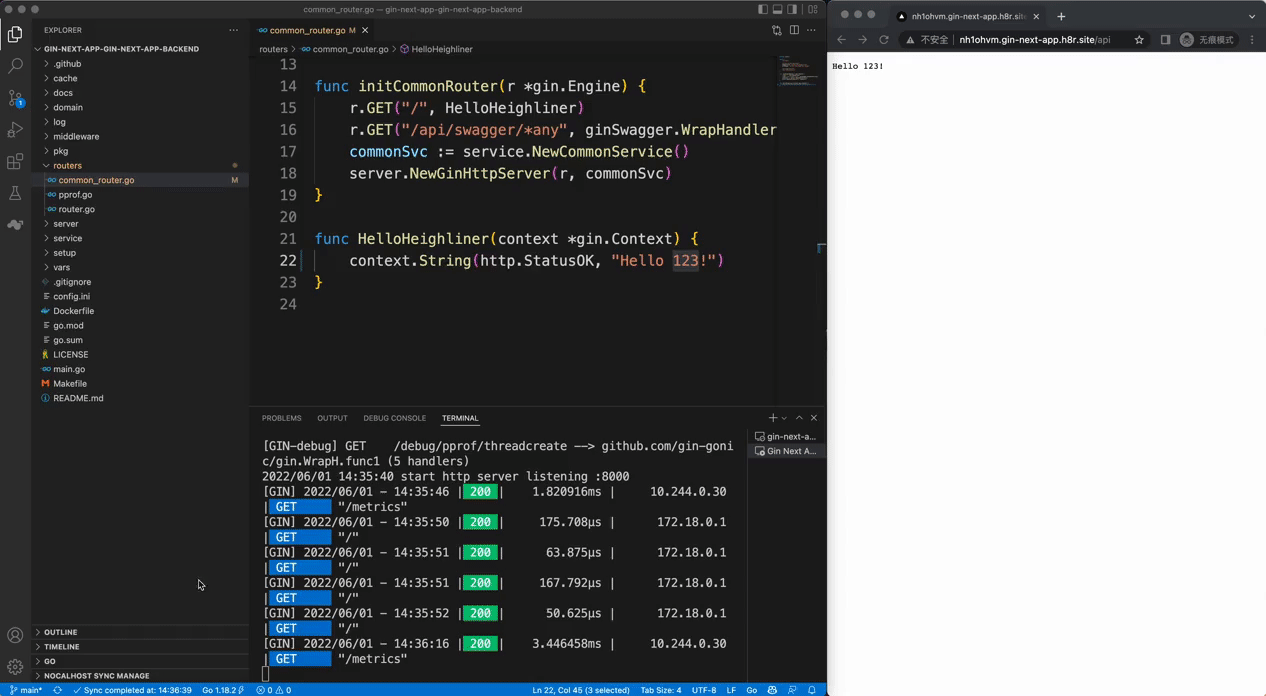 common_router.go — gin-next-app-gin-next-app-backend
EXPLORER
GIN-NEXT-APP-GIN-NEXT-APP-BACKEND
.github
cache
docs
domain
log
middleware
pkg
routers
common_router.go M
pprof.go
router.go
server
service
setup
vars
.gitignore
config.ini
Dockerfile
go.mod
go.sum
LICENSE
main.go
Makefile
README.md
OUTLINE
TIMELINE
GO
NOCALHOST SYNC MANAGE
common_router.go M
routers > common_router.go > HelloHeighliner
13
14 func initCommonRouter(r *gin.Engine) {
15 r.GET("/", HelloHeighliner)
16 r.GET("/api/swagger/*any", ginSwagger.WrapHandler
17 commonSvc := service.NewCommonService()
18 server.NewGinHttpServer(r, commonSvc)
19 }
20
21 func HelloHeighliner(context *gin.Context) {
22 context.String(http.StatusOK, "Hello 123!")
23 }
24
PROBLEMS OUTPUT DEBUG CONSOLE TERMINAL
gin-next-a...
Gin Next A...
[GIN-debug] GET /debug/pprof/threadcreate --> github.com/gin-goni
c/gin.WrapH.func1 (5 handlers)
2022/06/01 14:35:40 start http server listening :8000
[GIN] 2022/06/01 - 14:35:46 | 200 | 1.820916ms | 10.244.0.30
| GET "/metrics"
[GIN] 2022/06/01 - 14:35:50 | 200 | 175.708µs | 172.18.0.1
| GET "/"
[GIN] 2022/06/01 - 14:35:51 | 200 | 63.875µs | 172.18.0.1
| GET "/"
[GIN] 2022/06/01 - 14:35:51 | 200 | 167.792µs | 172.18.0.1
| GET "/"
[GIN] 2022/06/01 - 14:35:52 | 200 | 50.625µs | 172.18.0.1
| GET "/"
[GIN] 2022/06/01 - 14:36:16 | 200 | 3.446458ms | 10.244.0.30
| GET "/metrics"
main* Sync completed at: 14:36:39 Go 1.18.2 0 0 Ln 22, Col 45 (3 selected) Tab Size: 4 UTF-8 LF Go
1
nh1ohvm.gin-next-app.h8r.site
不安全 | nh1ohvm.gin-next-app.h8r.site/api 无痕模式
Hello 123!